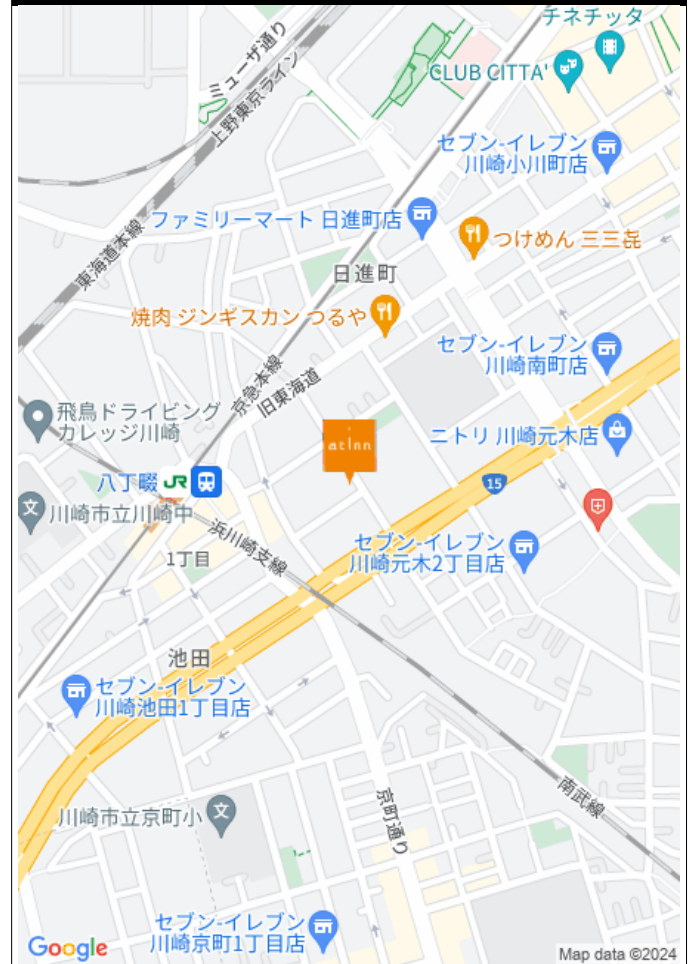 チネチッタ
ミューザ通り
上野東京ライン
CLUB CITTA'
セブン-イレブン
川崎小川町店
ファミリーマート 日進町店
つけめん 三三㐂
東海道本線
日進町
焼肉 ジンギスカン つるや
セブン-イレブン
川崎南町店
京急本線
旧東海道
飛鳥ドライビング
カレッジ川崎
atinn
ニトリ 川崎元木店
八丁畷
JR
15
文
川崎市立川崎中
浜川崎支線
セブン-イレブン
川崎元木2丁目店
1丁目
池田
セブン-イレブン
川崎池田1丁目店
南武線
京町通り
川崎市立京町小
文
セブン-イレブン
川崎京町1丁目店
Google
Map data ©2024